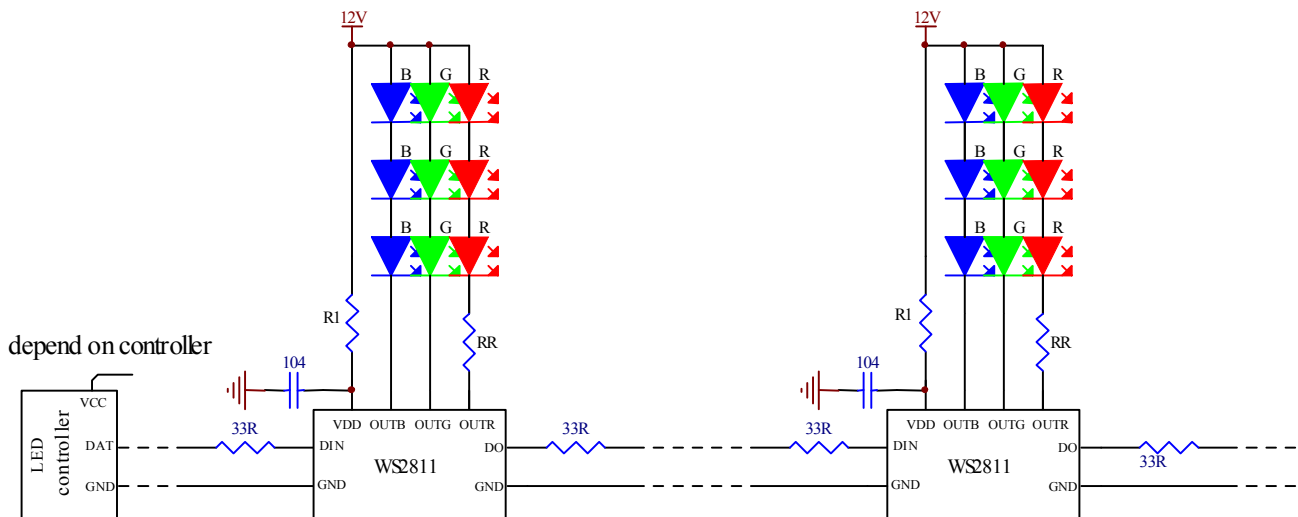 12V 12V
B G R B G R
B G R B G R
B G R B G R
R1 RR R1 RR
depend on controller
104 104
VCC
VDD OUTB OUTG OUTR VDD OUTB OUTG OUTR
LED controller
DAT 33R DIN DO 33R 33R DIN DO 33R
WS2811 WS2811
GND GND GND GND GND